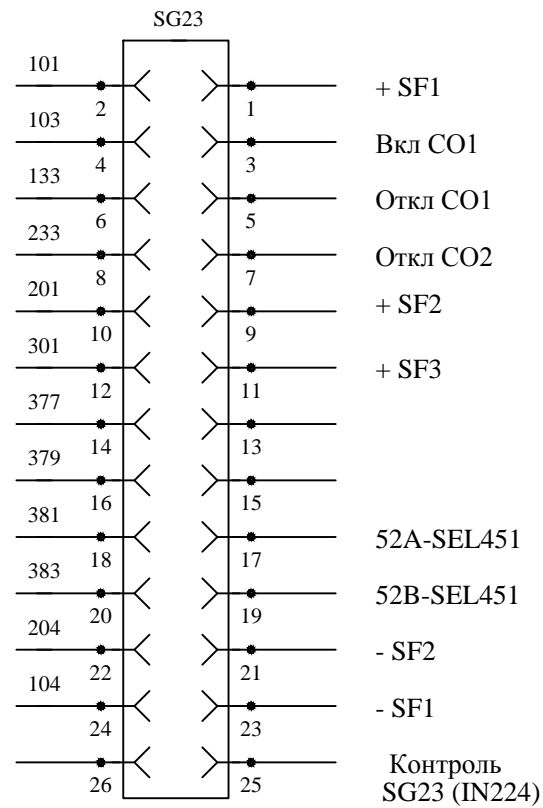 SG23
101
2 1 + SF1
103
4 3 Вкл СО1
133
6 5 Откл СО1
233
8 7 Откл СО2
201
10 9 + SF2
301
12 11 + SF3
377
14 13
379
16 15
381
18 17 52A-SEL451
383
20 19 52B-SEL451
204
22 21 - SF2
104
24 23 - SF1
26 25 Контроль
SG23 (IN224)